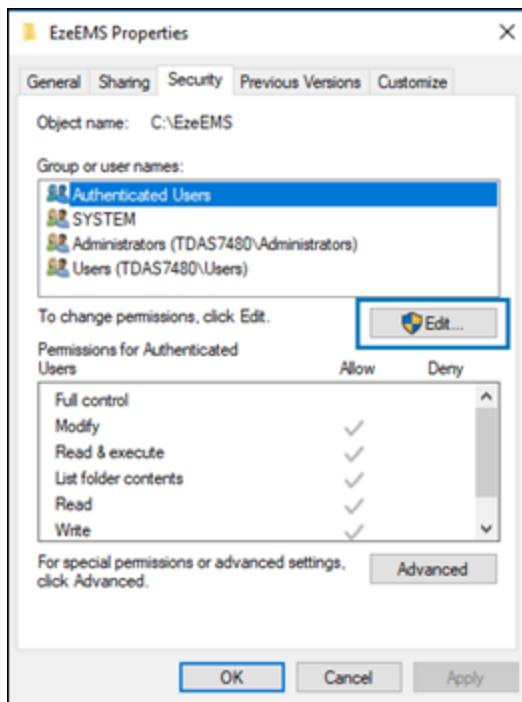 EzeEMS Properties
General Sharing Security Previous Versions Customize
Object name: C:\EzeEMS
Group or user names:
Authenticated Users
SYSTEM
Administrators (TDAS7480\Administrators)
Users (TDAS7480\Users)
To change permissions, click Edit.
Edit...
Permissions for Authenticated
Users Allow Deny
Full control
Modify
Read & execute
List folder contents
Read
Write
For special permissions or advanced settings,
click Advanced.
Advanced
OK Cancel Apply